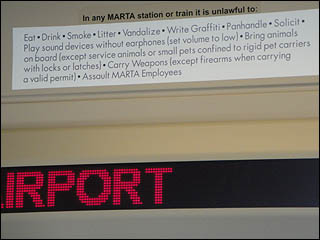 In any MARTA station or train it is unlawful to:
Eat • Drink • Smoke • Litter • Vandalize • Write Graffiti • Panhandle • Solicit •
Play sound devices without earphones (set volume to low) • Bring animals
on board (except service animals or small pets confined to rigid pet carriers
with locks or latches) • Carry Weapons (except firearms when carrying
a valid permit) • Assault MARTA Employees
AIRPORT